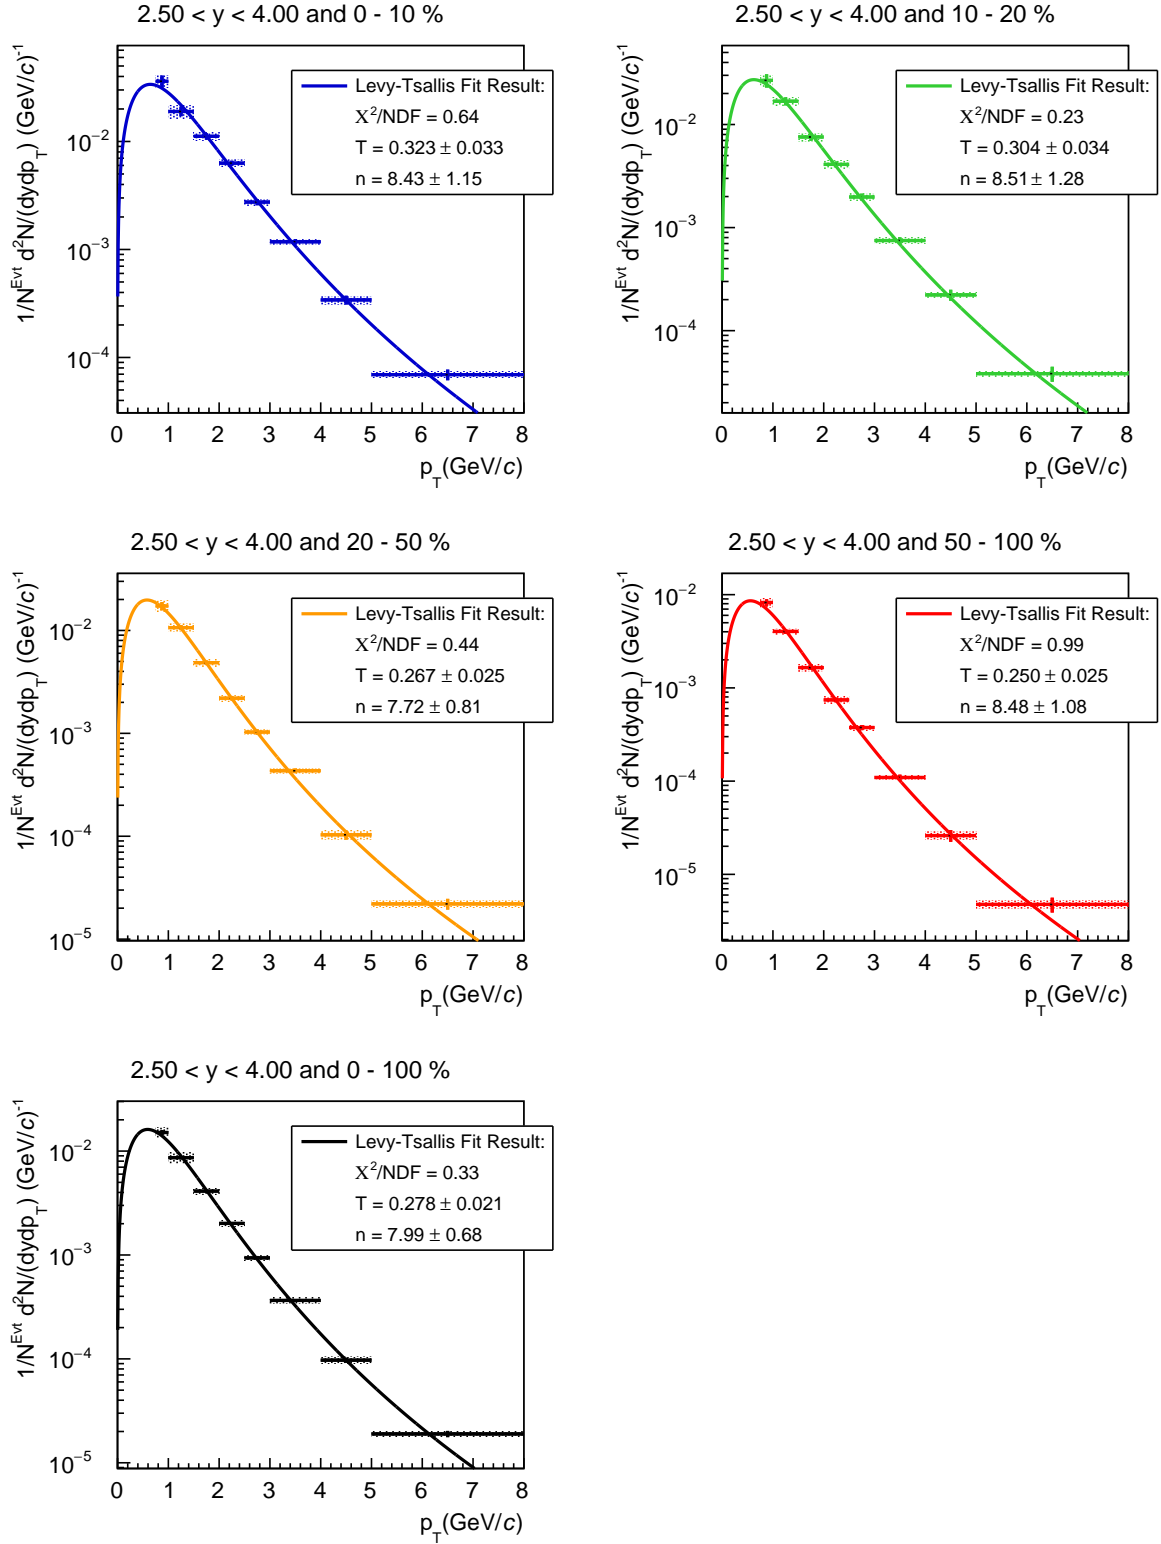 2.50 < y < 4.00 and 0 - 10 %
1/N^Evt d²N/(dydp_T) (GeV/c)⁻¹
10⁻²
10⁻³
10⁻⁴
Levy-Tsallis Fit Result:
X²/NDF = 0.64
T = 0.323 ± 0.033
n = 8.43 ± 1.15
0 1 2 3 4 5 6 7 8
p_T(GeV/c)
2.50 < y < 4.00 and 10 - 20 %
1/N^Evt d²N/(dydp_T) (GeV/c)⁻¹
10⁻²
10⁻³
10⁻⁴
Levy-Tsallis Fit Result:
X²/NDF = 0.23
T = 0.304 ± 0.034
n = 8.51 ± 1.28
0 1 2 3 4 5 6 7 8
p_T(GeV/c)
2.50 < y < 4.00 and 20 - 50 %
1/N^Evt d²N/(dydp_T) (GeV/c)⁻¹
10⁻²
10⁻³
10⁻⁴
10⁻⁵
Levy-Tsallis Fit Result:
X²/NDF = 0.44
T = 0.267 ± 0.025
n = 7.72 ± 0.81
0 1 2 3 4 5 6 7 8
p_T(GeV/c)
2.50 < y < 4.00 and 50 - 100 %
1/N^Evt d²N/(dydp_T) (GeV/c)⁻¹
10⁻²
10⁻³
10⁻⁴
10⁻⁵
Levy-Tsallis Fit Result:
X²/NDF = 0.99
T = 0.250 ± 0.025
n = 8.48 ± 1.08
0 1 2 3 4 5 6 7 8
p_T(GeV/c)
2.50 < y < 4.00 and 0 - 100 %
1/N^Evt d²N/(dydp_T) (GeV/c)⁻¹
10⁻²
10⁻³
10⁻⁴
10⁻⁵
Levy-Tsallis Fit Result:
X²/NDF = 0.33
T = 0.278 ± 0.021
n = 7.99 ± 0.68
0 1 2 3 4 5 6 7 8
p_T(GeV/c)